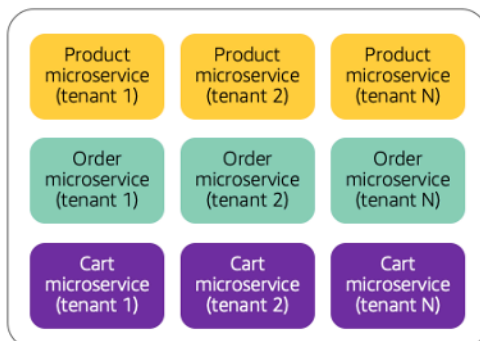 Product
microservice
(tenant 1)
Product
microservice
(tenant 2)
Product
microservice
(tenant N)
Order
microservice
(tenant 1)
Order
microservice
(tenant 2)
Order
microservice
(tenant N)
Cart
microservice
(tenant 1)
Cart
microservice
(tenant 2)
Cart
microservice
(tenant N)